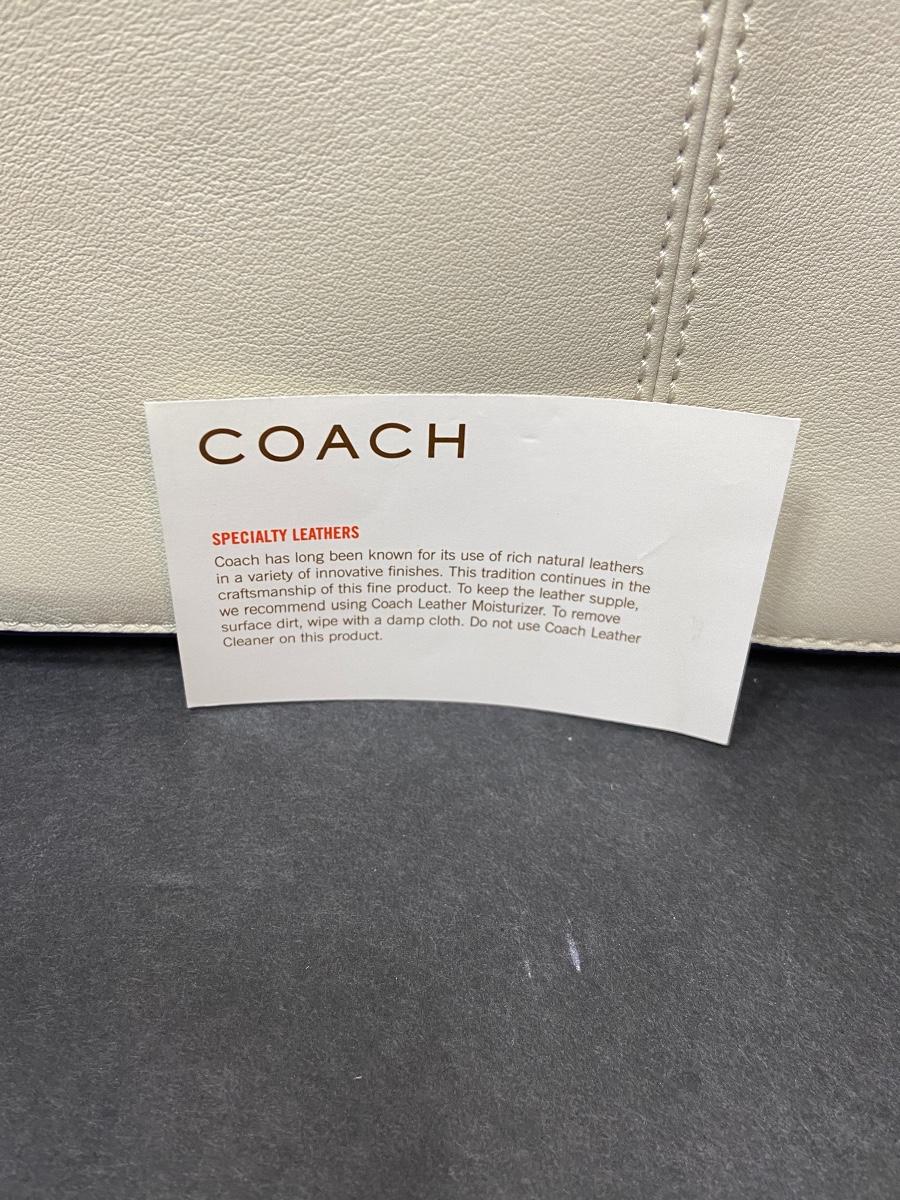 COACH
SPECIALTY LEATHERS
Coach has long been known for its use of rich natural leathers
in a variety of innovative finishes. This tradition continues in the
craftsmanship of this fine product. To keep the leather supple,
we recommend using Coach Leather Moisturizer. To remove
surface dirt, wipe with a damp cloth. Do not use Coach Leather
Cleaner on this product.